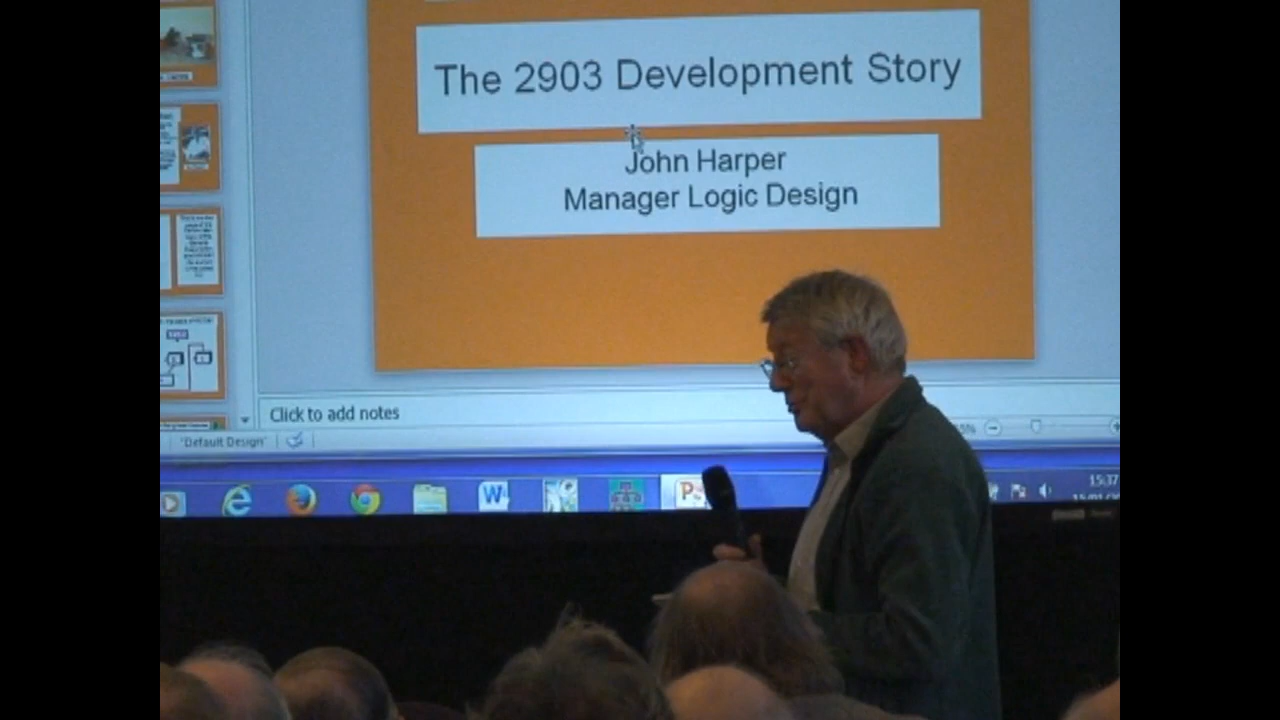 The 2903 Development Story
John Harper
Manager Logic Design
Click to add notes
'Default Design'
15:37